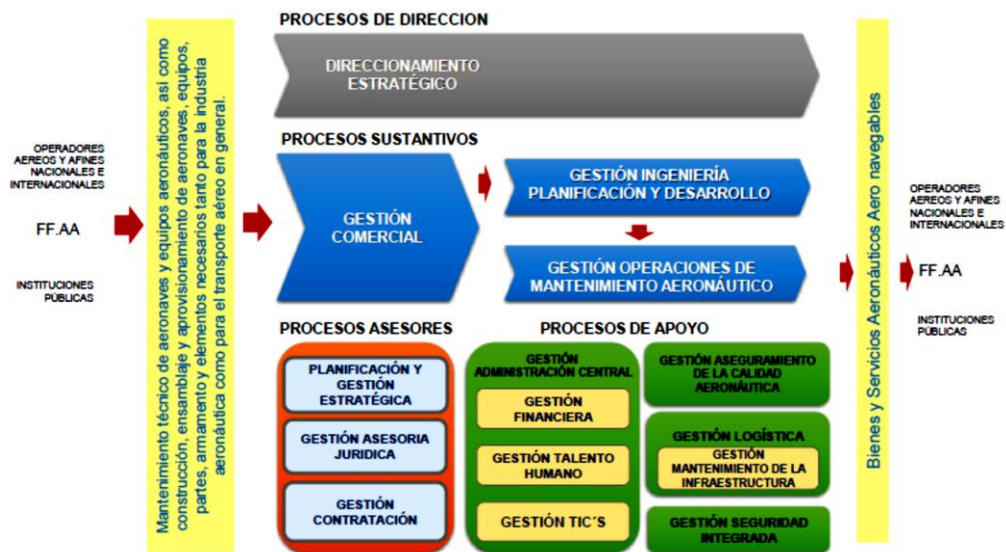 PROCESOS DE DIRECCION
DIRECCIONAMIENTO
ESTRATÉGICO
OPERADORES
AEREOS Y AFINES
NACIONALES E
INTERNACIONALES
FF.AA
INSTITUCIONES
PÚBLICAS
Mantenimiento técnico de aeronaves y equipos aeronáuticos, así como
construcción, ensamblaje y aprovisionamiento de aeronaves, equipos,
partes, armamento y elementos necesarios tanto para la industria
aeronáutica como para el transporte aéreo en general.
PROCESOS SUSTANTIVOS
GESTIÓN
COMERCIAL
GESTIÓN INGENIERÍA
PLANIFICACIÓN Y DESARROLLO
GESTIÓN OPERACIONES DE
MANTENIMIENTO AERONÁUTICO
PROCESOS ASESORES
PLANIFICACIÓN Y
GESTIÓN
ESTRATÉGICA
GESTIÓN ASESORIA
JURIDICA
GESTIÓN
CONTRATACIÓN
PROCESOS DE APOYO
GESTIÓN
ADMINISTRACIÓN CENTRAL
GESTIÓN
FINANCIERA
GESTIÓN TALENTO
HUMANO
GESTIÓN TIC´S
GESTIÓN ASEGURAMIENTO
DE LA CALIDAD
AERONÁUTICA
GESTIÓN LOGÍSTICA
GESTIÓN
MANTENIMIENTO DE LA
INFRAESTRUCTURA
GESTIÓN SEGURIDAD
INTEGRADA
Bienes y Servicios Aeronáuticos Aero navegables
OPERADORES
AEREOS Y AFINES
NACIONALES E
INTERNACIONALES
FF.AA
INSTITUCIONES
PÚBLICAS